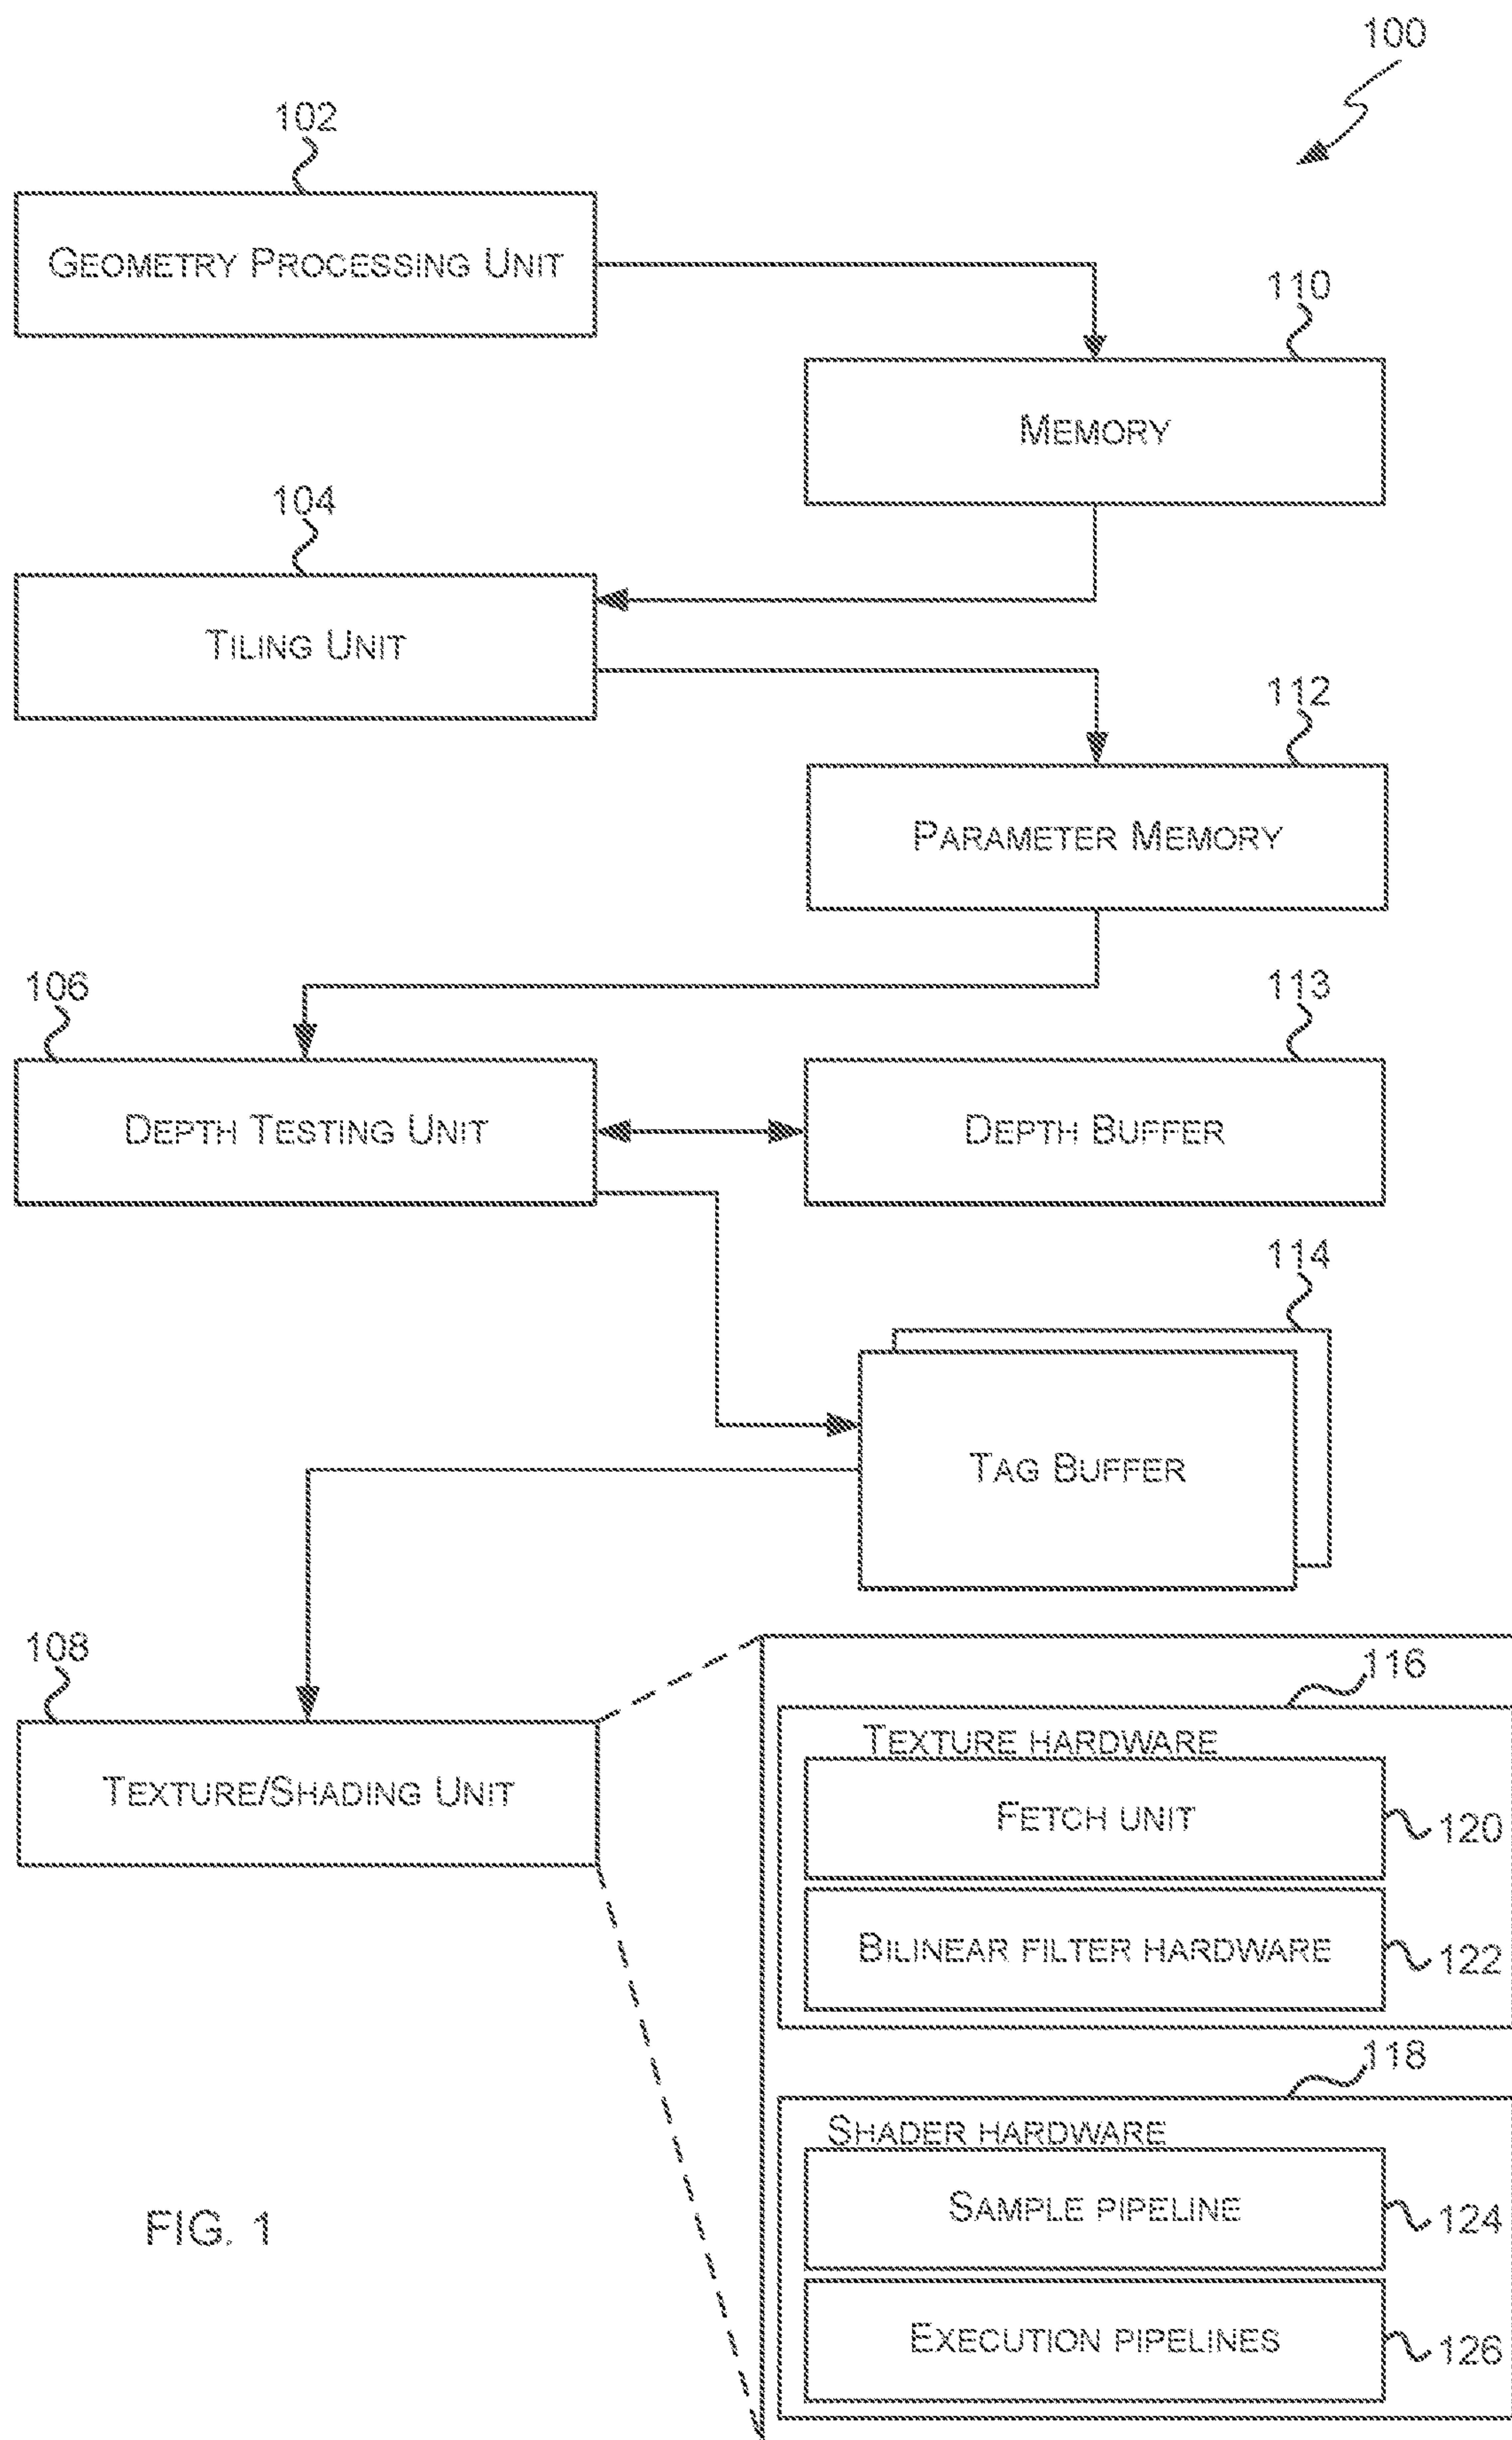 100
102
GEOMETRY PROCESSING UNIT
110
MEMORY
104
TILING UNIT
112
PARAMETER MEMORY
106
113
DEPTH TESTING UNIT
DEPTH BUFFER
114
TAG BUFFER
108
116
TEXTURE HARDWARE
TEXTURE/SHADING UNIT
FETCH UNIT
120
BILINEAR FILTER HARDWARE
122
118
SHADER HARDWARE
SAMPLE PIPELINE
124
FIG. 1
EXECUTION PIPELINES
126